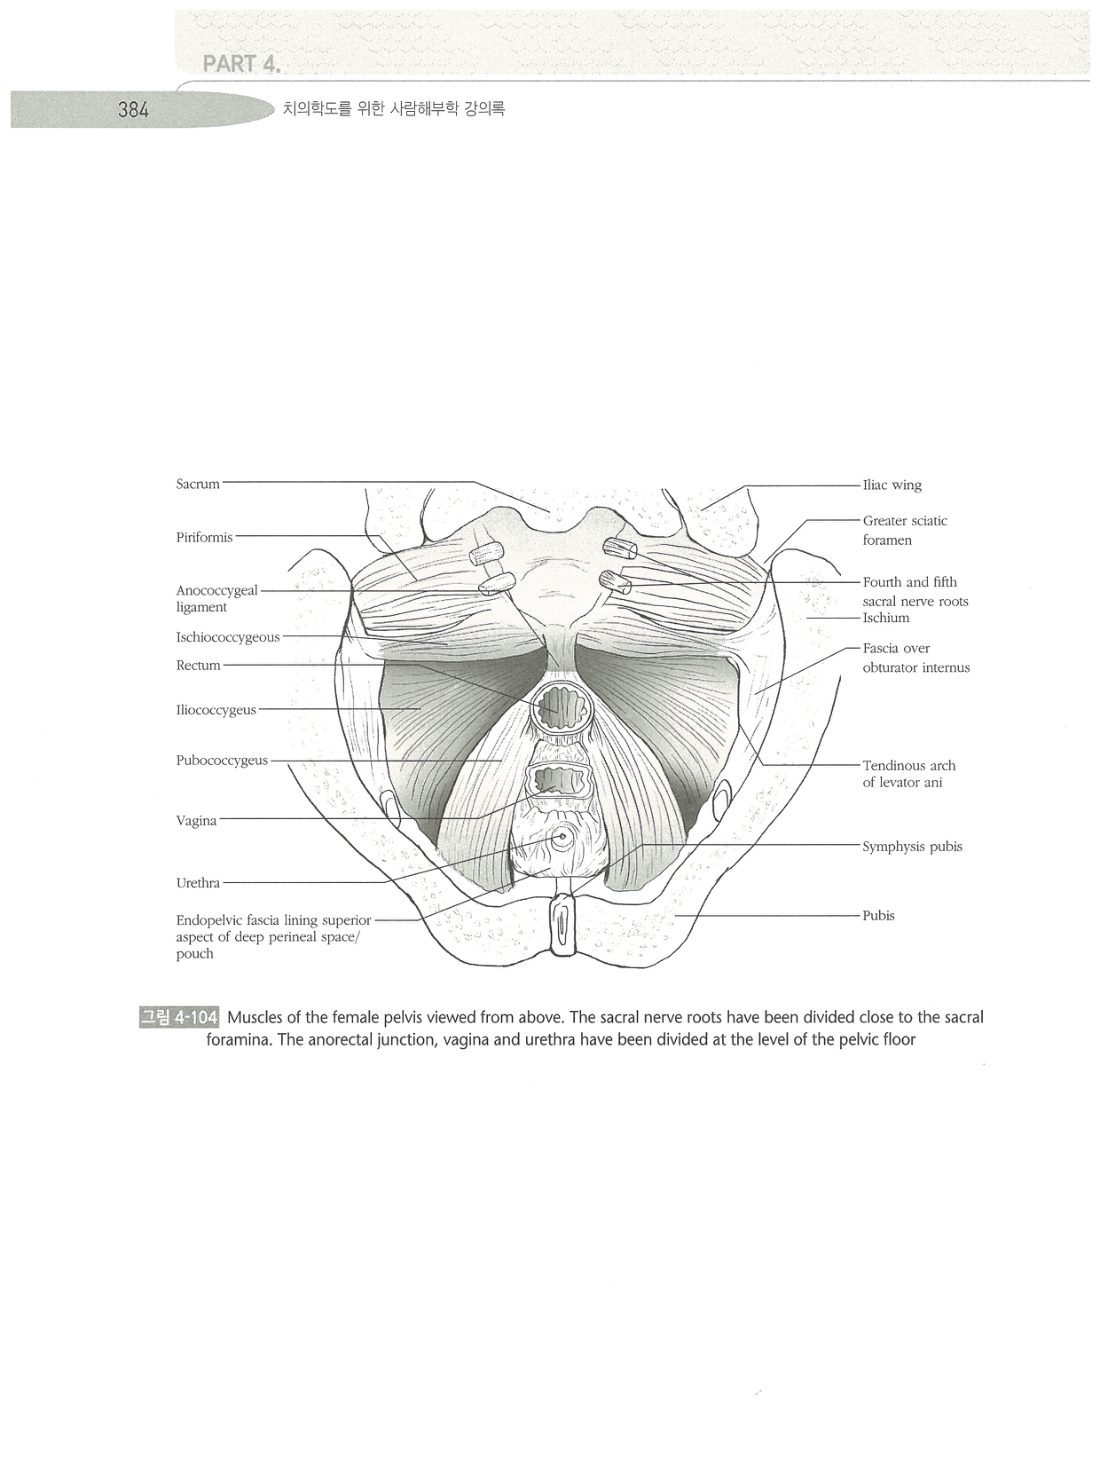 PART 4.
384
치의학도를 위한 사람해부학 강의록
Sacrum
Piriformis
Anococcygeal
ligament
Ischiococcygeous
Rectum
Iliococcygeus
Pubococcygeus
Vagina
Urethra
Endopelvic fascia lining superior
aspect of deep perineal space/
pouch
Iliac wing
Greater sciatic
foramen
Fourth and fifth
sacral nerve roots
Ischium
Fascia over
obturator internus
Tendinous arch
of levator ani
Symphysis pubis
Pubis
그림 4-104 Muscles of the female pelvis viewed from above. The sacral nerve roots have been divided close to the sacral
foramina. The anorectal junction, vagina and urethra have been divided at the level of the pelvic floor